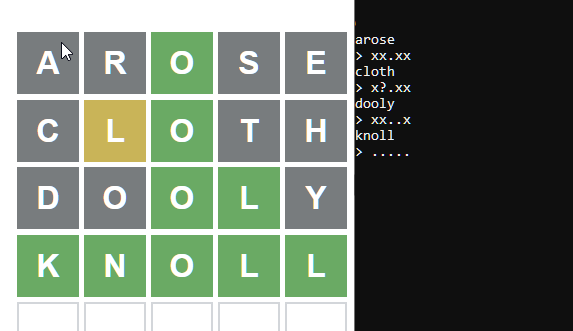 A R O S E
C L O T H
D O O L Y
K N O L L
arose
> xx.xx
cloth
> x?.xx
dooly
> xx..x
knoll
> .....